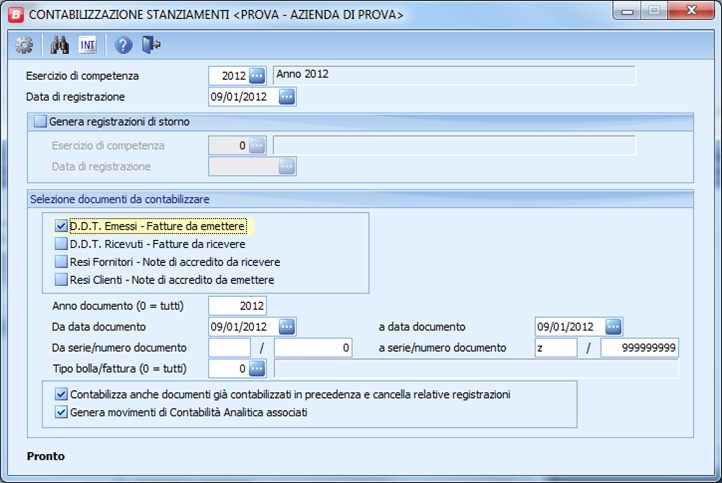 B CONTABILIZZAZIONE STANZIAMENTI <PROVA - AZIENDA DI PROVA>
INT ?
Esercizio di competenza 2012 ... Anno 2012
Data di registrazione 09/01/2012 ...
Genera registrazioni di storno
Esercizio di competenza 0 ...
Data di registrazione ...
Selezione documenti da contabilizzare
D.D.T. Emessi - Fatture da emettere
D.D.T. Ricevuti - Fatture da ricevere
Resi Fornitori - Note di accredito da ricevere
Resi Clienti - Note di accredito da emettere
Anno documento (0 = tutti) 2012
Da data documento 09/01/2012 ... a data documento 09/01/2012 ...
Da serie/numero documento / 0 a serie/numero documento z / 999999999
Tipo bolla/fattura (0 = tutti) 0 ...
Contabilizza anche documenti già contabilizzati in precedenza e cancella relative registrazioni
Genera movimenti di Contabilità Analitica associati
Pronto